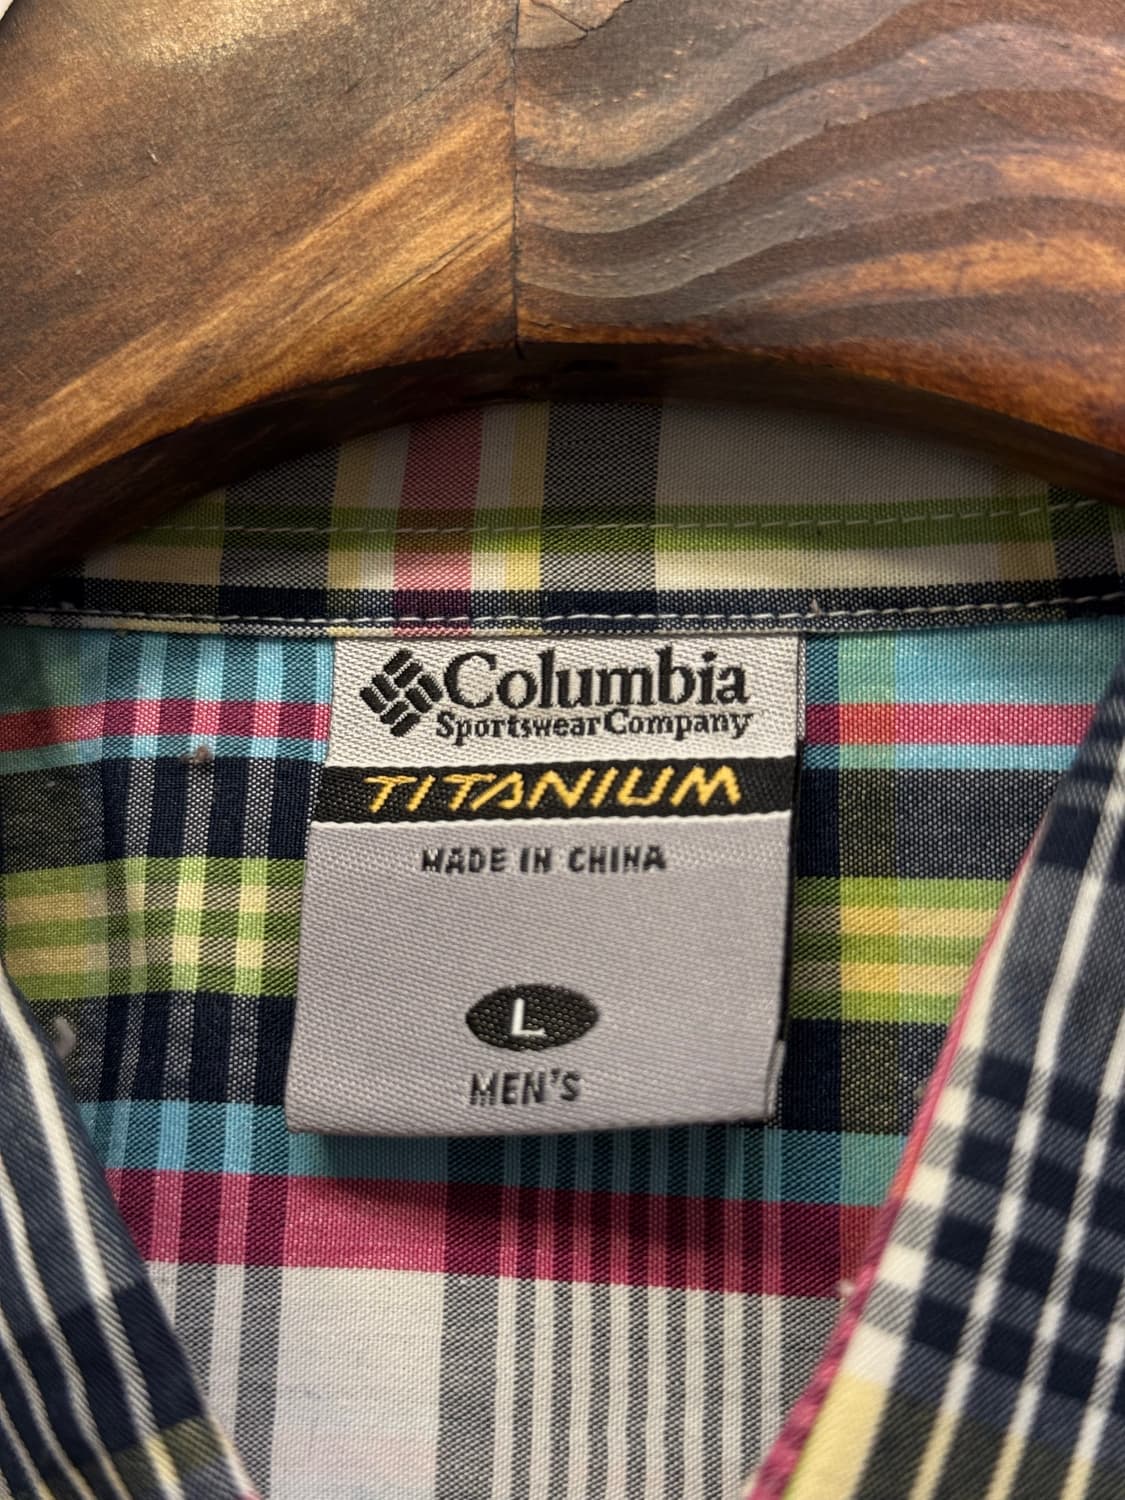 Columbia
Sportswear Company
TITANIUM
MADE IN CHINA
L
MEN'S